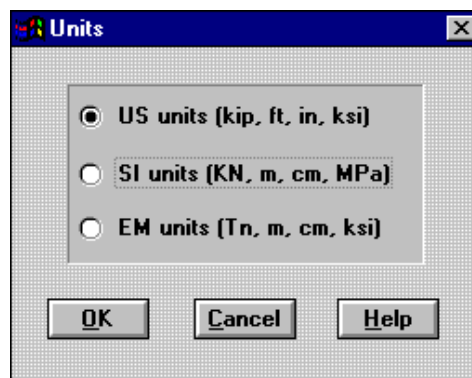 Units
US units (kip, ft, in, ksi)
SI units (KN, m, cm, MPa)
EM units (Tn, m, cm, ksi)
OK Cancel Help